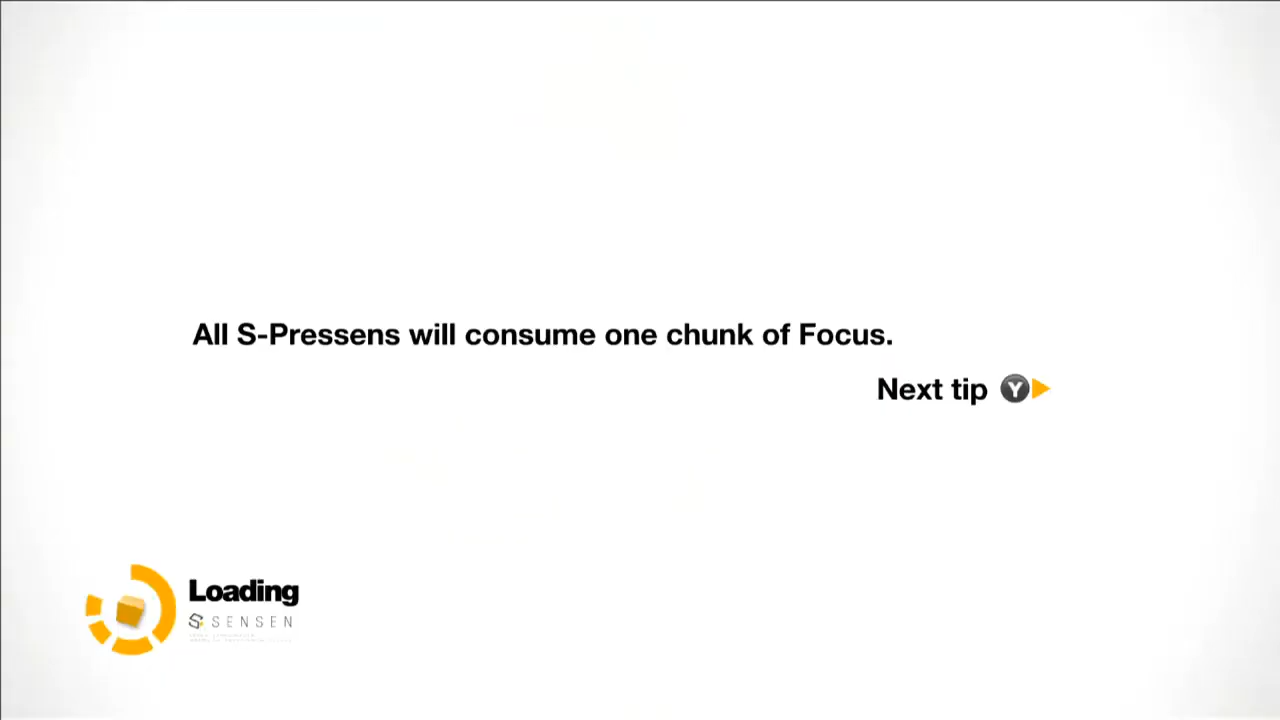 All S-Pressens will consume one chunk of Focus.
Next tip Y
Loading
SENSEN